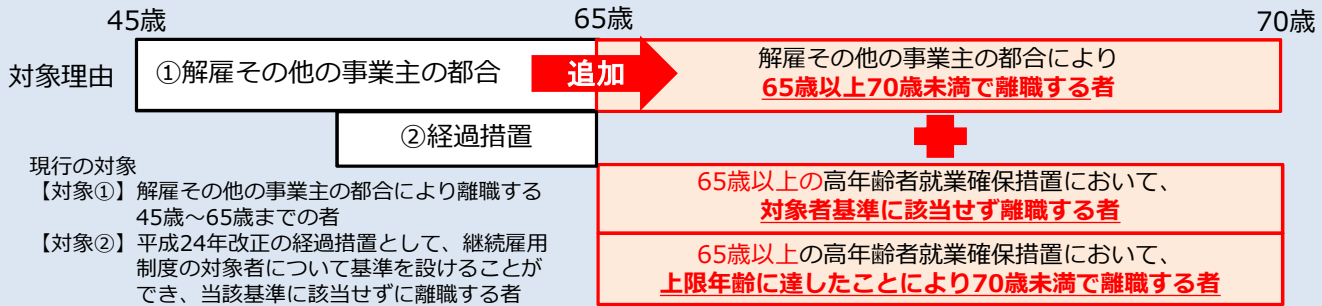 45歳
65歳
70歳
対象理由
①解雇その他の事業主の都合
追加
解雇その他の事業主の都合により
65歳以上70歳未満で離職する者
②経過措置
現行の対象
【対象①】解雇その他の事業主の都合により離職する
45歳～65歳までの者
【対象②】平成24年改正の経過措置として、継続雇用
制度の対象者について基準を設けることが
でき、当該基準に該当せずに離職する者
65歳以上の高年齢者就業確保措置において、
対象者基準に該当せず離職する者
65歳以上の高年齢者就業確保措置において、
上限年齢に達したことにより70歳未満で離職する者